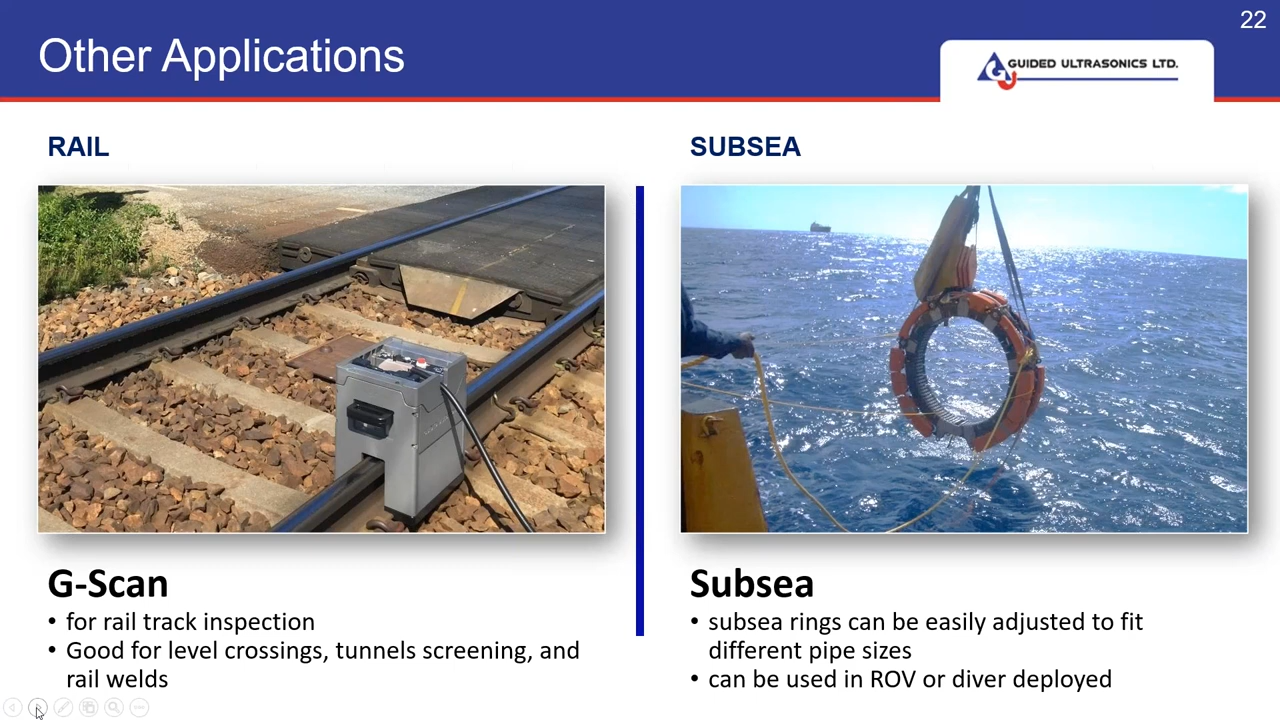 22
Other Applications
GUIDED ULTRASONICS LTD.
RAIL
SUBSEA
G-Scan
• for rail track inspection
• Good for level crossings, tunnels screening, and
rail welds
Subsea
• subsea rings can be easily adjusted to fit
different pipe sizes
• can be used in ROV or diver deployed